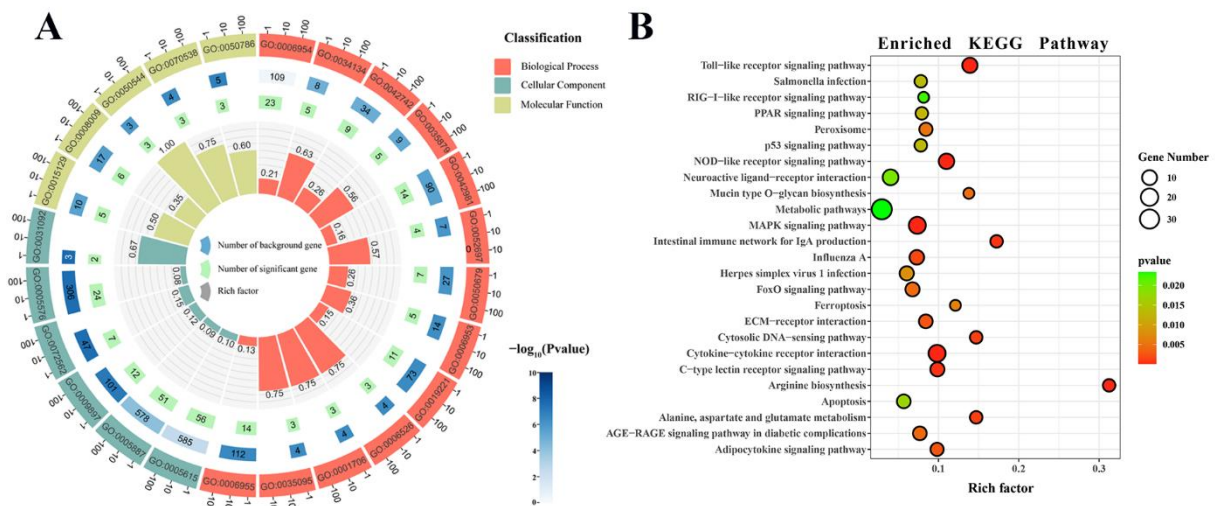 A
Classification
Biological Process
Cellular Component
Molecular Function
GO:0006954
GO:0034134
GO:0042742
GO:0035879
GO:0042981
GO:0052697
GO:0050679
GO:0006953
GO:0019221
GO:0006526
GO:0001706
GO:0035095
GO:0006955
GO:0005615
GO:0005887
GO:0009897
GO:0072562
GO:0005576
GO:0031092
GO:0015129
GO:0008009
GO:0050544
GO:0070538
GO:0050786
109
8
34
9
90
7
27
14
73
4
4
4
112
585
578
101
47
306
3
10
17
3
4
5
23
5
9
5
14
4
5
11
3
3
3
14
56
51
12
7
24
2
5
6
3
3
3
0.21
0.63
0.26
0.56
0.16
0.57
0.26
0.36
0.15
0.75
0.75
0.75
0.13
0.10
0.09
0.12
0.15
0.08
0.67
0.50
0.35
1.00
0.75
0.60
Number of background gene
Number of significant gene
Rich factor
−log10(Pvalue)
10
8
6
4
2
0
B
Enriched KEGG Pathway
Toll−like receptor signaling pathway
Salmonella infection
RIG−I−like receptor signaling pathway
PPAR signaling pathway
Peroxisome
p53 signaling pathway
NOD−like receptor signaling pathway
Neuroactive ligand−receptor interaction
Mucin type O−glycan biosynthesis
Metabolic pathways
MAPK signaling pathway
Intestinal immune network for IgA production
Influenza A
Herpes simplex virus 1 infection
FoxO signaling pathway
Ferroptosis
ECM−receptor interaction
Cytosolic DNA−sensing pathway
Cytokine−cytokine receptor interaction
C−type lectin receptor signaling pathway
Arginine biosynthesis
Apoptosis
Alanine, aspartate and glutamate metabolism
AGE−RAGE signaling pathway in diabetic complications
Adipocytokine signaling pathway
0.1
0.2
0.3
Rich factor
Gene Number
10
20
30
pvalue
0.020
0.015
0.010
0.005